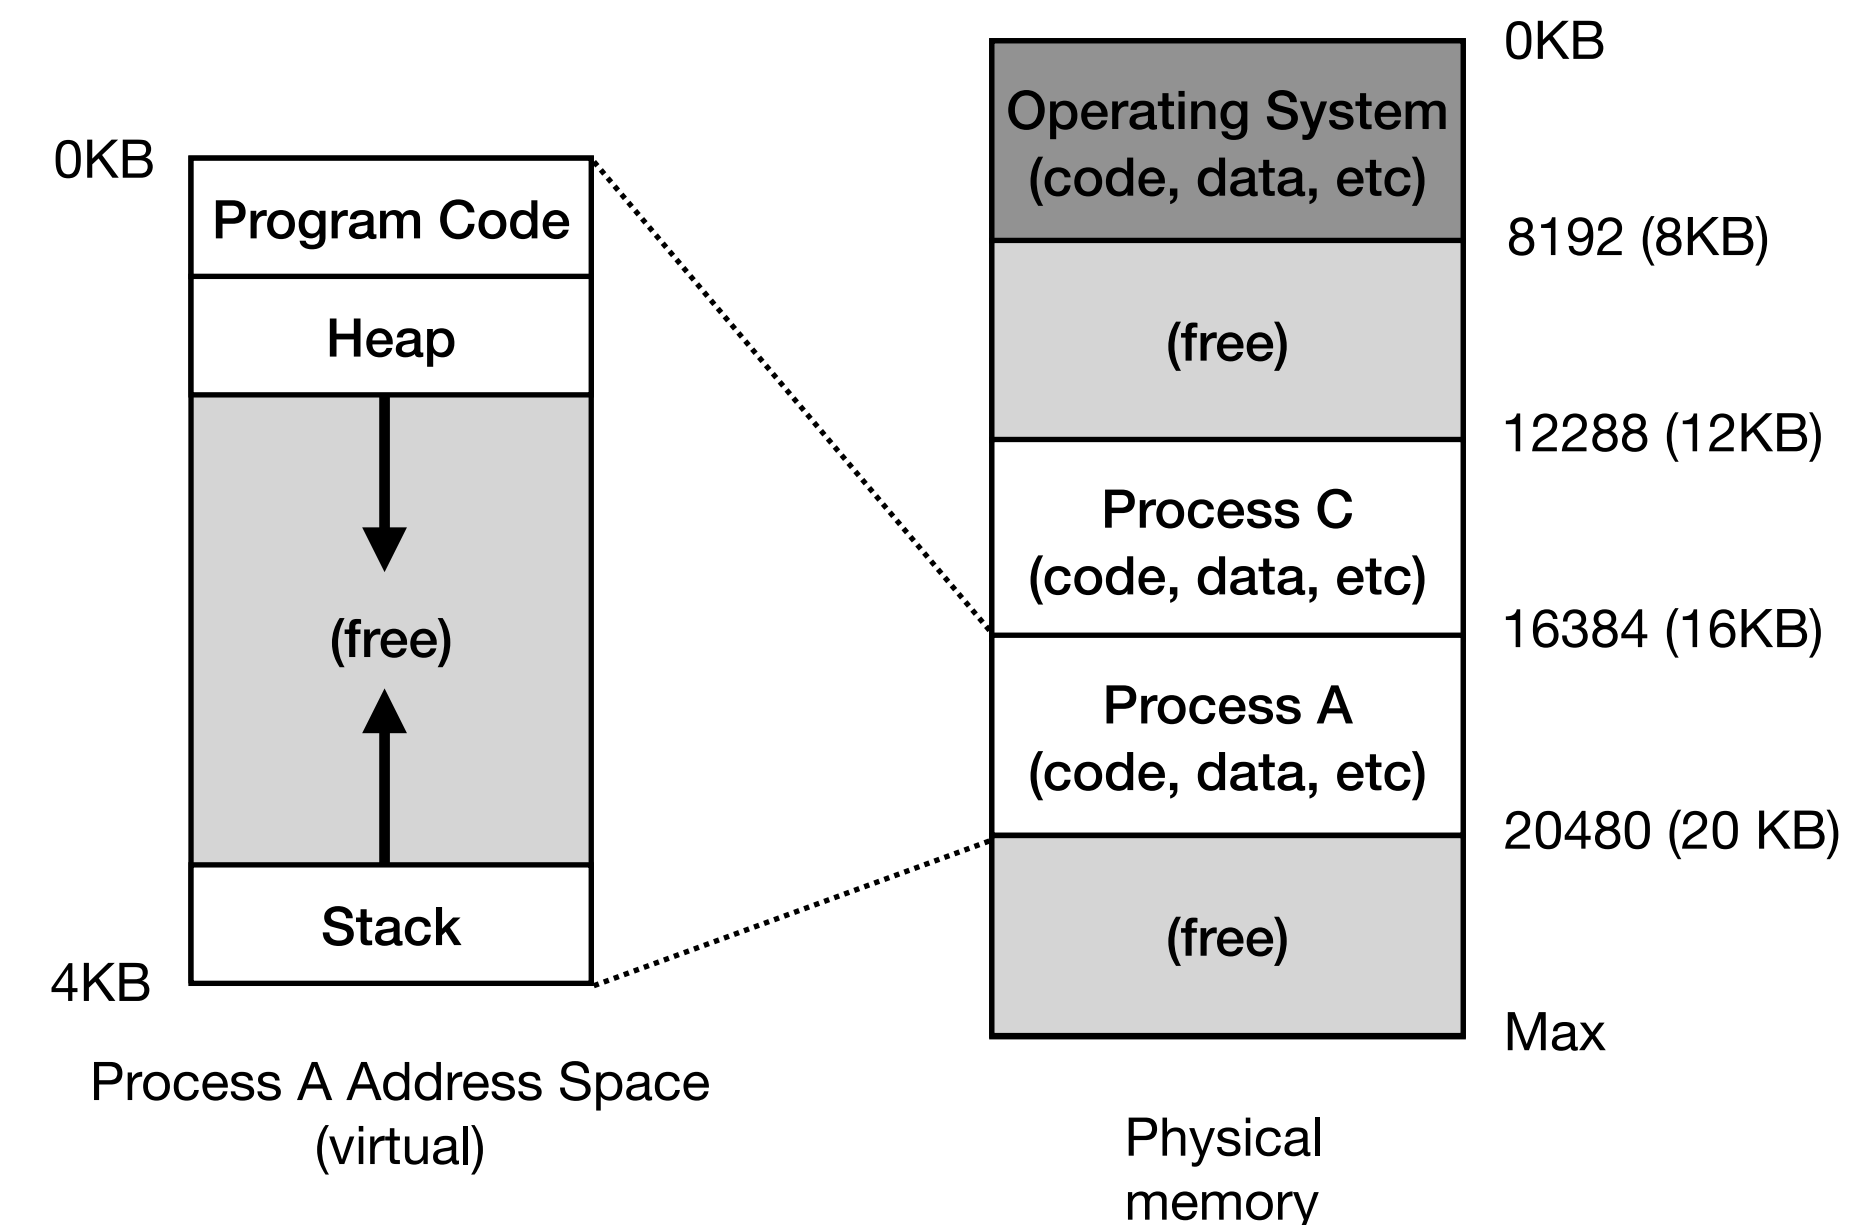 0KB
Program Code
Heap
(free)
Stack
4KB
Process A Address Space
(virtual)
0KB
Operating System
(code, data, etc)
8192 (8KB)
(free)
12288 (12KB)
Process C
(code, data, etc)
16384 (16KB)
Process A
(code, data, etc)
20480 (20 KB)
(free)
Max
Physical
memory